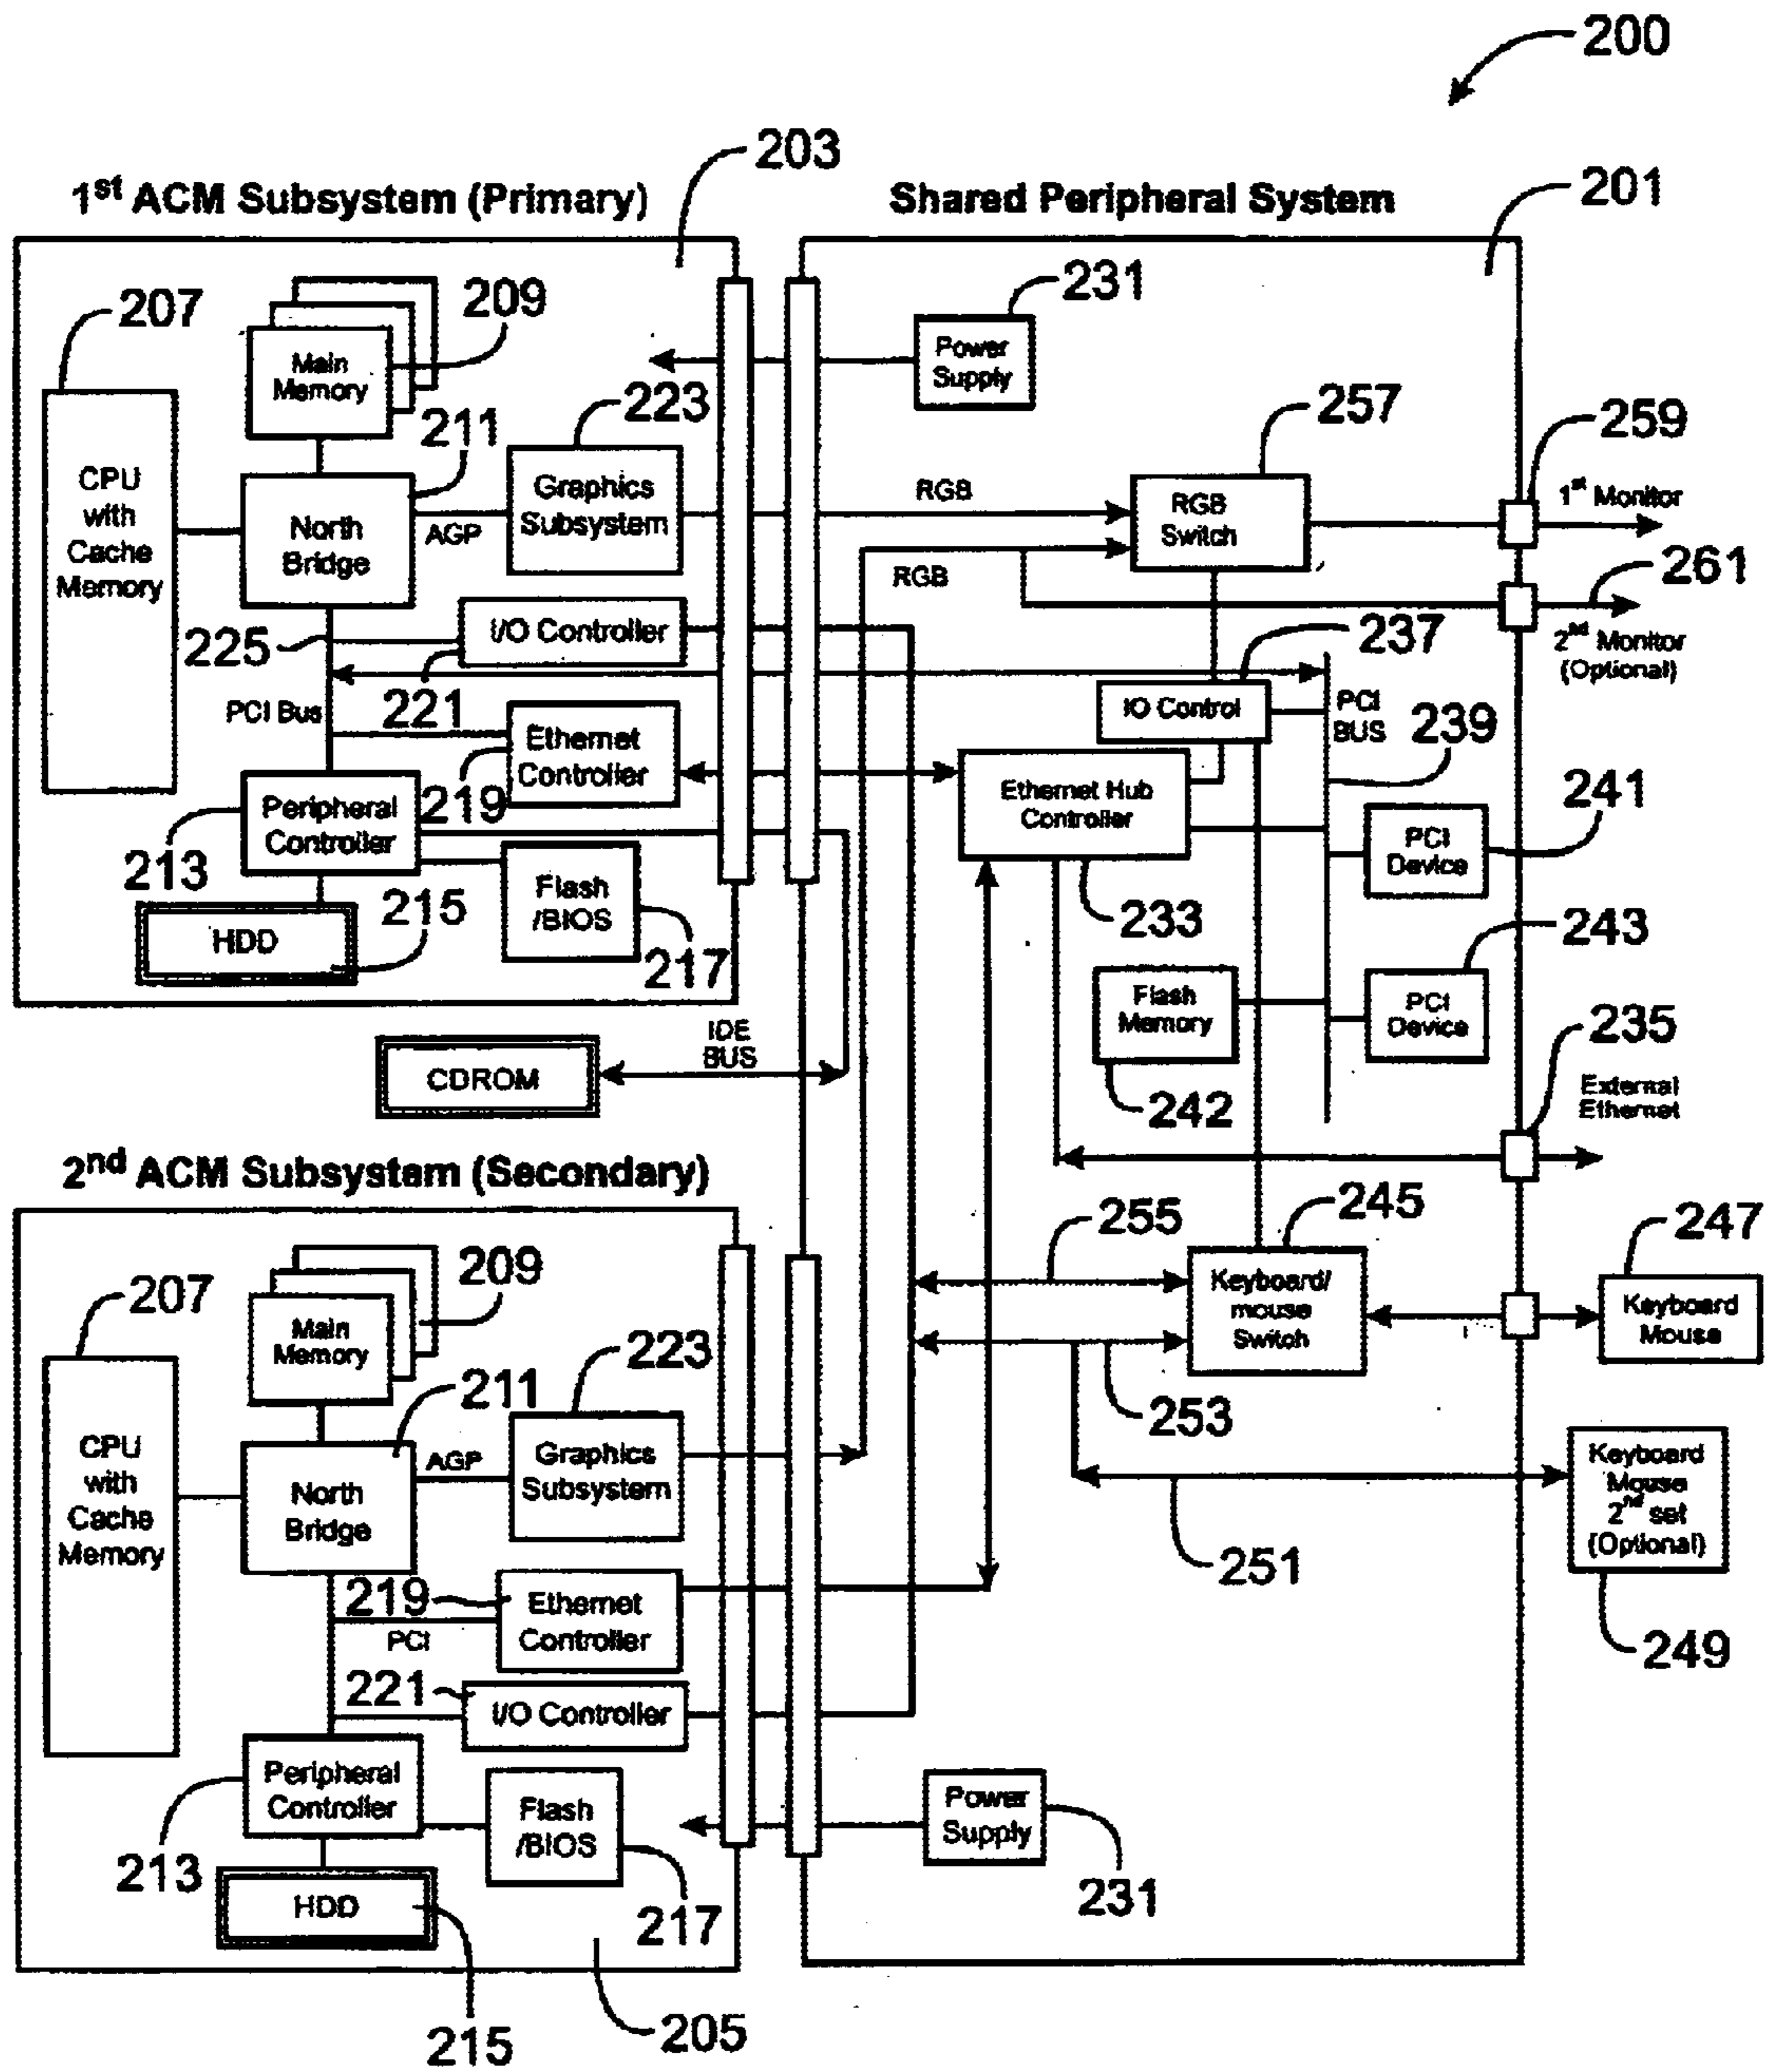 200
203
1st ACM Subsystem (Primary)
Shared Peripheral System
201
207
209
231
Main
Memory
Power
Supply
223
257
259
211
CPU
with
Cache
Memory
North
Bridge
AGP
Graphics
Subsystem
RGB
RGB
Switch
1st Monitor
RGB
261
225
I/O Controller
237
2nd Monitor
(Optional)
PCI Bus
221
IO Control
PCI
BUS
239
Ethernet
Controller
219
Ethernet Hub
Controller
241
Peripheral
Controller
213
PCI
Device
Flash
/BIOS
215
HDD
217
233
243
Flash
Memory
PCI
Device
235
IDE
BUS
CDROM
242
External
Ethernet
2nd ACM Subsystem (Secondary)
255
245
247
207
209
Main
Memory
Keyboard/
mouse
Switch
Keyboard
Mouse
223
211
253
CPU
with
Cache
Memory
North
Bridge
AGP
Graphics
Subsystem
Keyboard
Mouse
2nd set
(Optional)
251
219
PCI
Ethernet
Controller
249
221
I/O Controller
Peripheral
Controller
213
Flash
/BIOS
Power
Supply
231
HDD
217
215
205